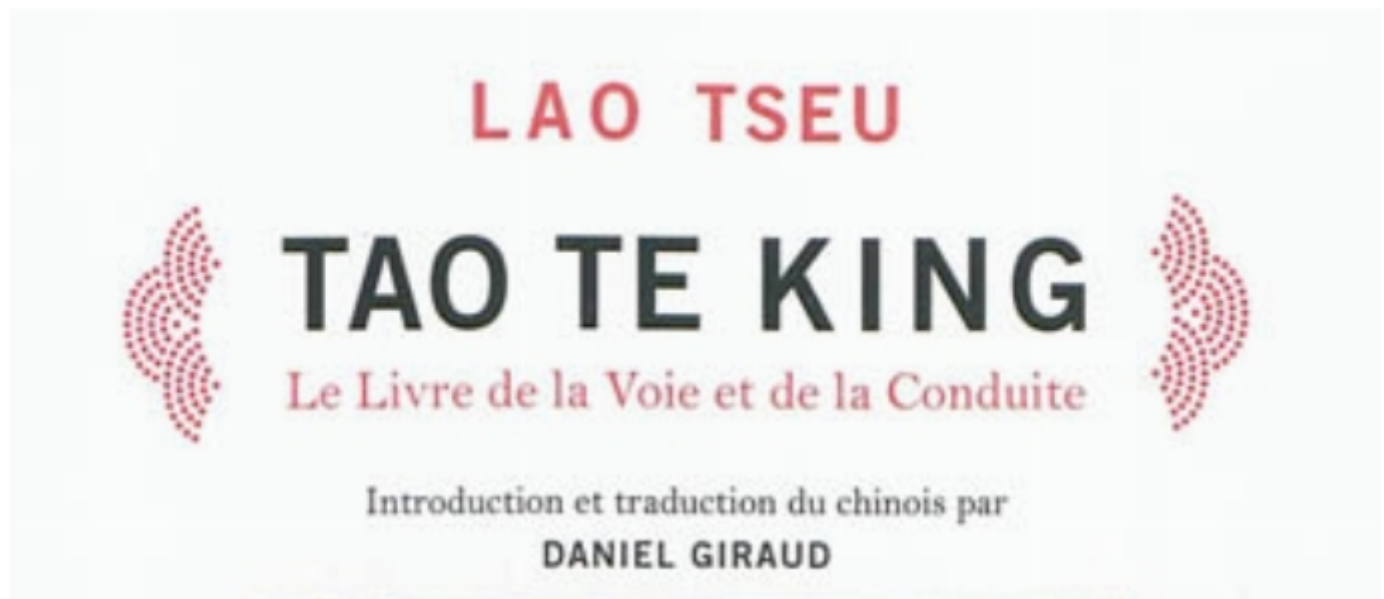 LAO TSEU
TAO TE KING
Le Livre de la Voie et de la Conduite
Introduction et traduction du chinois par
DANIEL GIRAUD